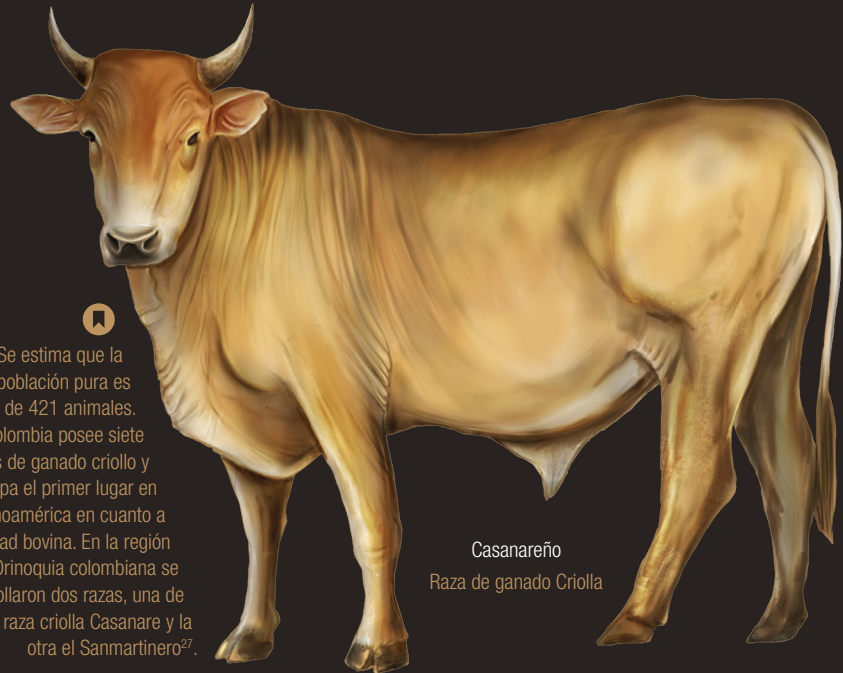 Se estima que la
población pura es
de 421 animales.
olombia posee siete
s de ganado criollo y
pa el primer lugar en
noamérica en cuanto a
ad bovina. En la región
Orinoquia colombiana se
ollaron dos razas, una de
raza criolla Casanare y la
otra el Sanmartinero27.
Casanareño
Raza de ganado Criolla